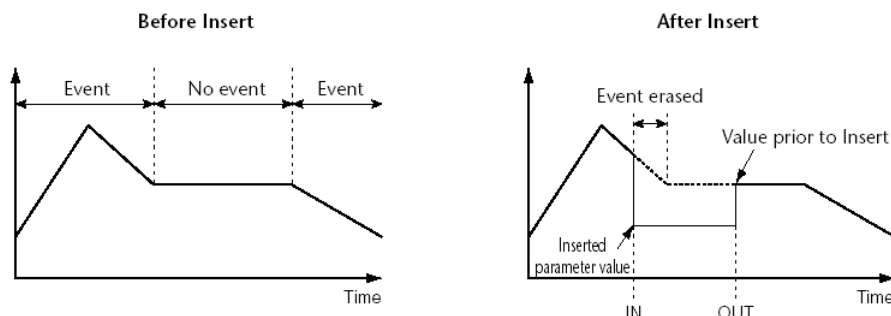 Before Insert
Event
No event
Event
Time
After Insert
Event erased
Value prior to Insert
Inserted
parameter value
Time
IN
OUT